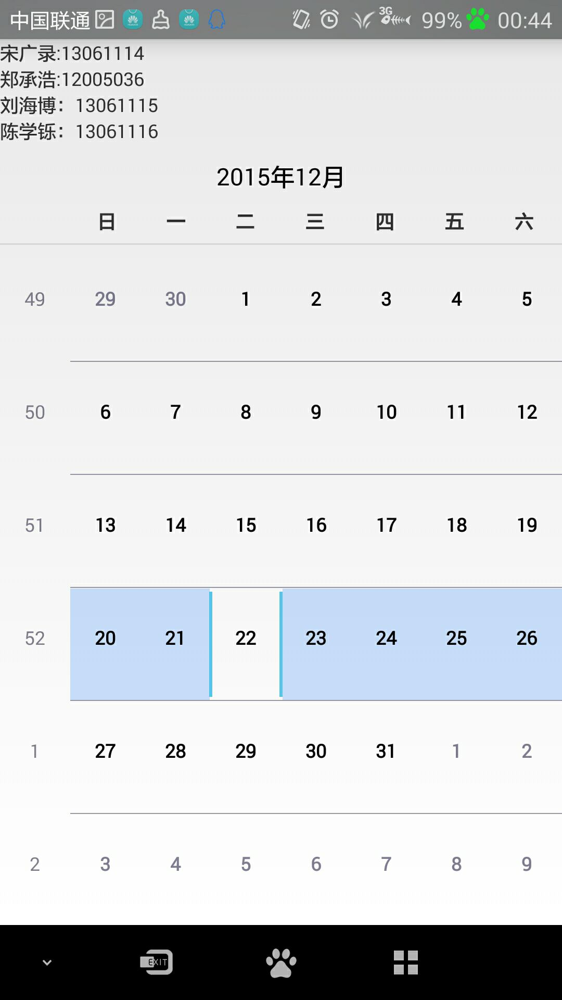 中国联通 3G 99% 00:44
宋广录:13061114
郑承浩:12005036
刘海博：13061115
陈学铄：13061116
2015年12月
日 一 二 三 四 五 六
49 29 30 1 2 3 4 5
50 6 7 8 9 10 11 12
51 13 14 15 16 17 18 19
52 20 21 22 23 24 25 26
1 27 28 29 30 31 1 2
2 3 4 5 6 7 8 9
EXIT